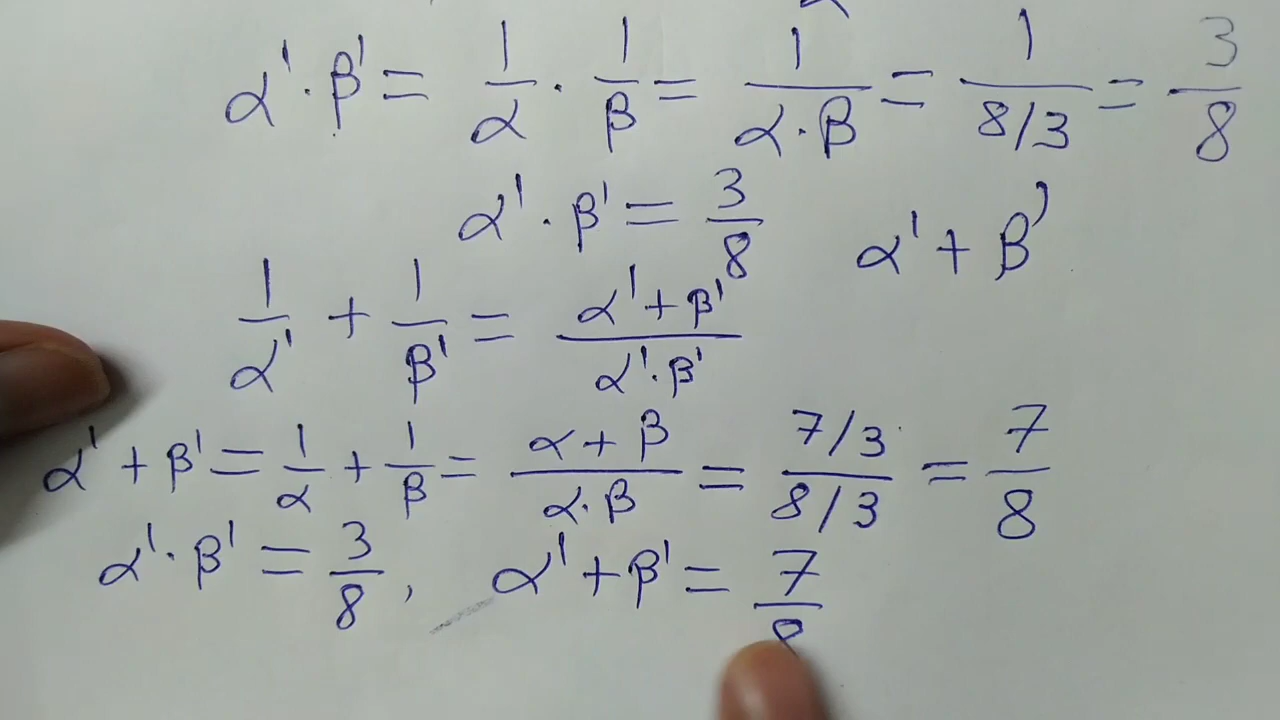 α' · β' = 1/α · 1/β = 1/(α · β) = 1/(8/3) = 3/8
α' · β' = 3/8
α' + β'
1/α' + 1/β' = (α' + β')/(α' · β')
α' + β' = 1/α + 1/β = (α + β)/(α · β) = (7/3)/(8/3) = 7/8
α' · β' = 3/8 , α' + β' = 7/8